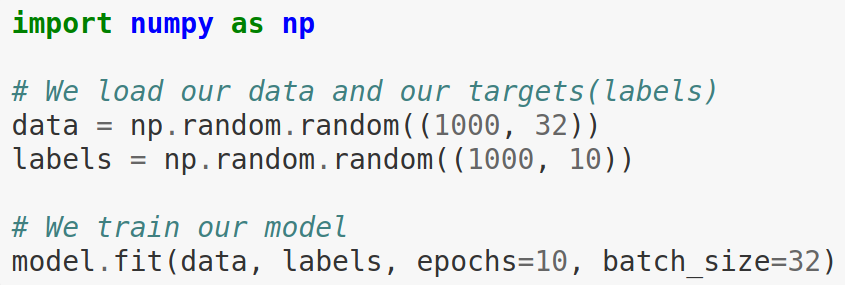 import numpy as np
# We load our data and our targets(labels)
data = np.random.random((1000, 32))
labels = np.random.random((1000, 10))
# We train our model
model.fit(data, labels, epochs=10, batch_size=32)